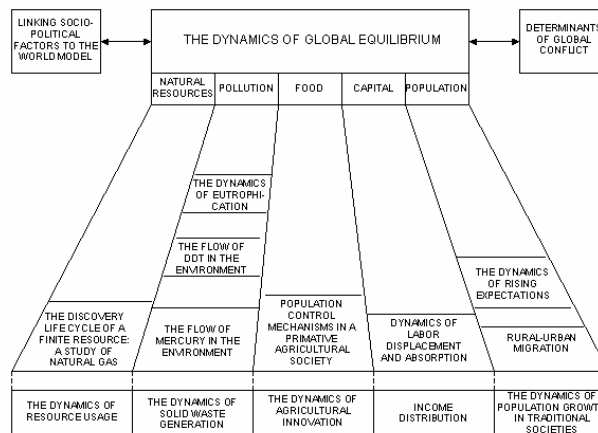 LINKING SOCIO-
POLITICAL
FACTORS TO THE
WORLD MODEL
THE DYNAMICS OF GLOBAL EQUILIBRIUM
DETERMINANTS
OF GLOBAL
CONFLICT
NATURAL
RESOURCES
POLLUTION
FOOD
CAPITAL
POPULATION
THE DYNAMICS
OF EUTROPHI-
CATION
THE FLOW OF
DDT IN THE
ENVIRONMENT
THE DYNAMICS
OF RISING
EXPECTATIONS
THE DISCOVERY
LIFE CYCLE OF A
FINITE RESOURCE:
A STUDY OF
NATURAL GAS
THE FLOW OF
MERCURY IN THE
ENVIRONMENT
POPULATION
CONTROL
MECHANISMS IN A
PRIMATIVE
AGRICULTURAL
SOCIETY
DYNAMICS OF
LABOR
DISPLACEMENT
AND ABSORPTION
RURAL-URBAN
MIGRATION
THE DYNAMICS OF
RESOURCE USAGE
THE DYNAMICS OF
SOLID WASTE
GENERATION
THE DYNAMICS OF
AGRICULTURAL
INNOVATION
INCOME
DISTRIBUTION
THE DYNAMICS OF
POPULATION GROWTH
IN TRADITIONAL
SOCIETIES